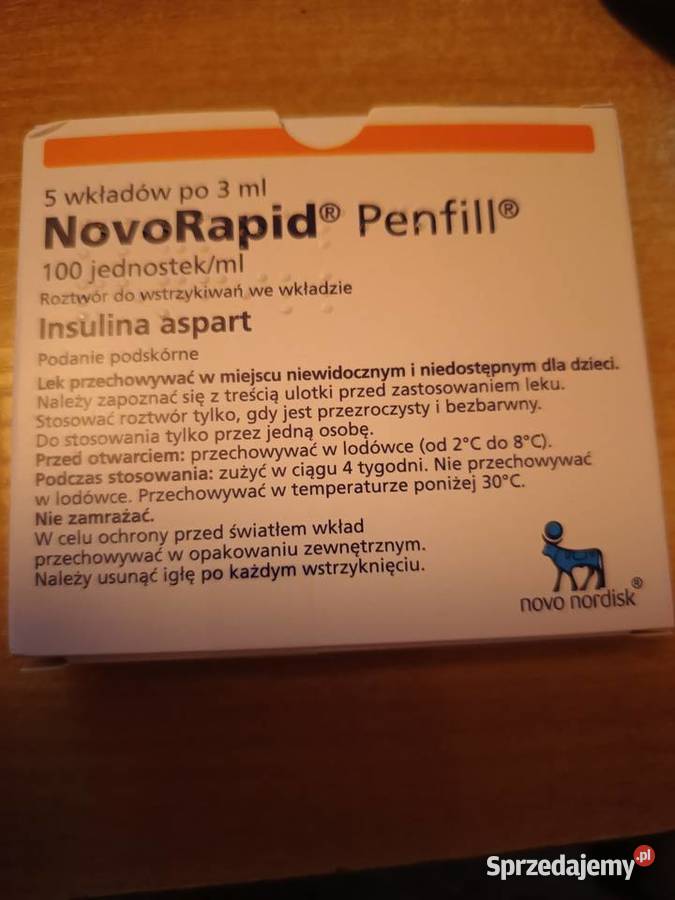 5 wkładów po 3 ml
NovoRapid® Penfill®
100 jednostek/ml
Roztwór do wstrzykiwań we wkładzie
Insulina aspart
Podanie podskórne
Lek przechowywać w miejscu niewidocznym i niedostępnym dla dzieci.
Należy zapoznać się z treścią ulotki przed zastosowaniem leku.
Stosować roztwór tylko, gdy jest przezroczysty i bezbarwny.
Do stosowania tylko przez jedną osobę.
Przed otwarciem: przechowywać w lodówce (od 2°C do 8°C).
Podczas stosowania: zużyć w ciągu 4 tygodni. Nie przechowywać
w lodówce. Przechowywać w temperaturze poniżej 30°C.
Nie zamrażać.
W celu ochrony przed światłem wkład
przechowywać w opakowaniu zewnętrznym.
Należy usunąć igłę po każdym wstrzyknięciu.
novo nordisk®
Sprzedajemy.pl